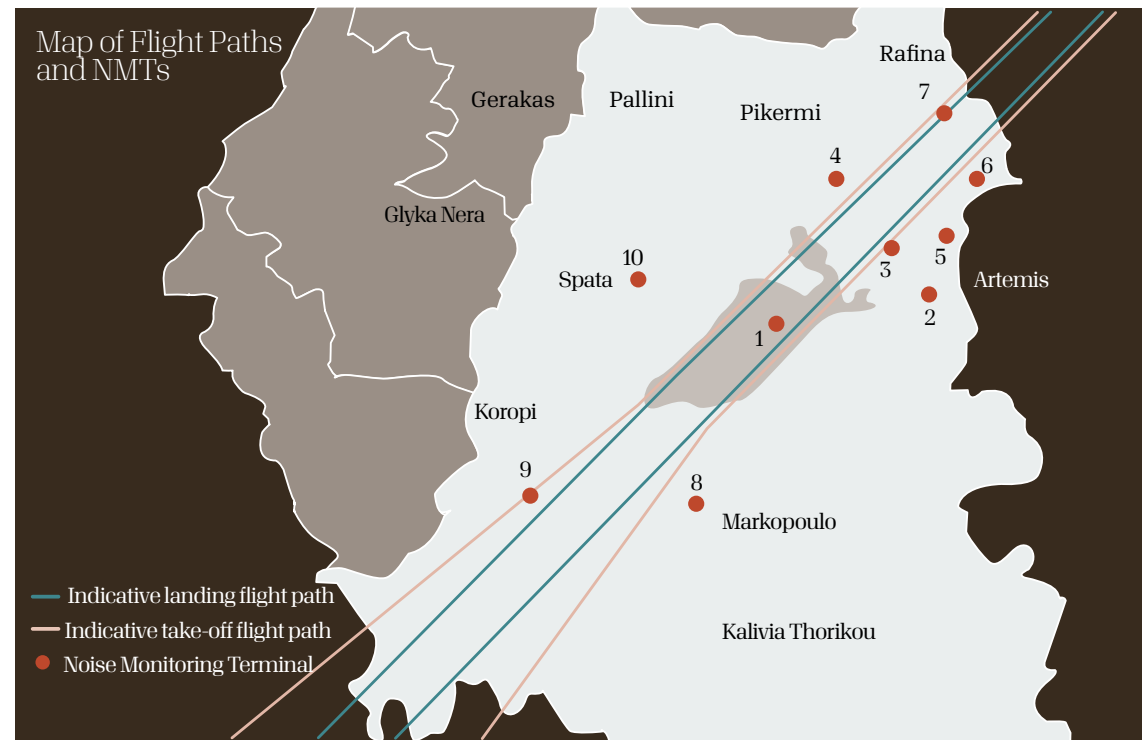 Map of Flight Paths
and NMTs
Rafina
7
Gerakas
Pallini
Pikermi
4
6
Glyka Nera
3
5
10
Spata
Artemis
2
1
Koropi
9
8
Markopoulo
Indicative landing flight path
Indicative take-off flight path
Kalivia Thorikou
Noise Monitoring Terminal